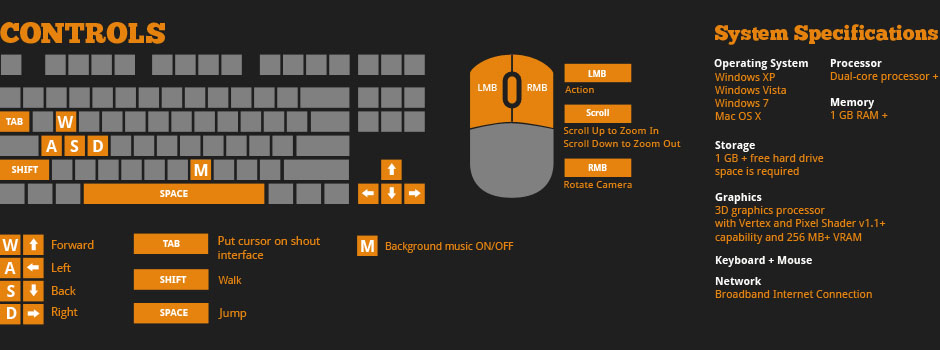 CONTROLS
TAB
W
A S D
SHIFT
M
SPACE
W Forward
A Left
S Back
D Right
TAB Put cursor on shout
interface
SHIFT Walk
SPACE Jump
M Background music ON/OFF
LMB RMB
LMB
Action
Scroll
Scroll Up to Zoom In
Scroll Down to Zoom Out
RMB
Rotate Camera
System Specifications
Operating System
Windows XP
Windows Vista
Windows 7
Mac OS X
Processor
Dual-core processor +
Memory
1 GB RAM +
Storage
1 GB + free hard drive
space is required
Graphics
3D graphics processor
with Vertex and Pixel Shader v1.1+
capability and 256 MB+ VRAM
Keyboard + Mouse
Network
Broadband Internet Connection